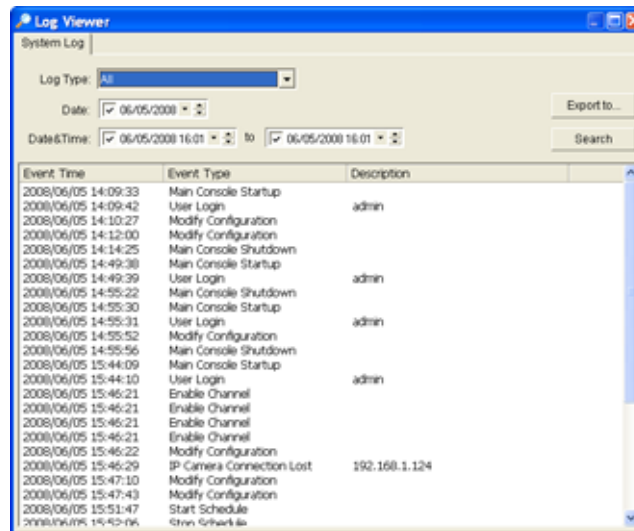 Log Viewer
System Log
Log Type: All
Date: 06/05/2008
Export to...
Date&Time: 06/05/2008 16:01 to 06/05/2008 16:01
Search
Event Time Event Type Description
2008/06/05 14:09:33 Main Console Startup
2008/06/05 14:09:42 User Login admin
2008/06/05 14:10:27 Modify Configuration
2008/06/05 14:12:00 Modify Configuration
2008/06/05 14:14:25 Main Console Shutdown
2008/06/05 14:49:38 Main Console Startup
2008/06/05 14:49:39 User Login admin
2008/06/05 14:55:22 Main Console Shutdown
2008/06/05 14:55:30 Main Console Startup
2008/06/05 14:55:31 User Login admin
2008/06/05 14:55:52 Modify Configuration
2008/06/05 14:55:56 Main Console Shutdown
2008/06/05 15:44:09 Main Console Startup
2008/06/05 15:44:10 User Login admin
2008/06/05 15:46:21 Enable Channel
2008/06/05 15:46:21 Enable Channel
2008/06/05 15:46:21 Enable Channel
2008/06/05 15:46:21 Enable Channel
2008/06/05 15:46:22 Modify Configuration
2008/06/05 15:46:29 IP Camera Connection Lost 192.168.1.124
2008/06/05 15:47:10 Modify Configuration
2008/06/05 15:47:43 Modify Configuration
2008/06/05 15:51:47 Start Schedule
2008/06/05 15:52:06 Stop Schedule